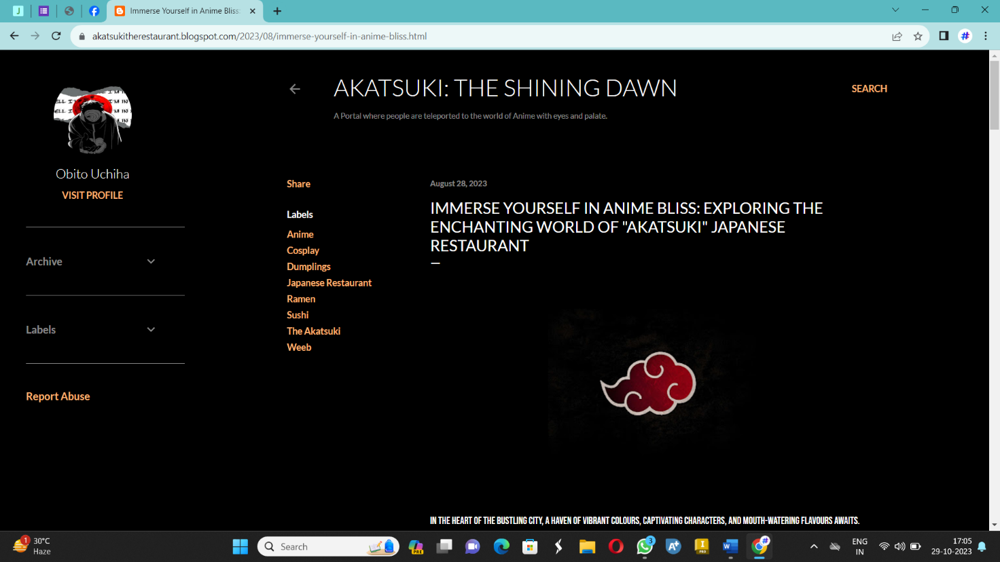 Immerse Yourself in Anime Bliss:
akatsukitherestaurant.blogspot.com/2023/08/immerse-yourself-in-anime-bliss.html
AKATSUKI: THE SHINING DAWN
SEARCH
A Portal where people are teleported to the world of Anime with eyes and palate.
Obito Uchiha
VISIT PROFILE
Archive
Labels
Report Abuse
Share
Labels
Anime
Cosplay
Dumplings
Japanese Restaurant
Ramen
Sushi
The Akatsuki
Weeb
August 28, 2023
IMMERSE YOURSELF IN ANIME BLISS: EXPLORING THE
ENCHANTING WORLD OF "AKATSUKI" JAPANESE
RESTAURANT
IN THE HEART OF THE BUSTLING CITY, A HAVEN OF VIBRANT COLOURS, CAPTIVATING CHARACTERS, AND MOUTH-WATERING FLAVOURS AWAITS.
1
30°C
Haze
Search
PRE
3
ENG
IN
17:05
29-10-2023